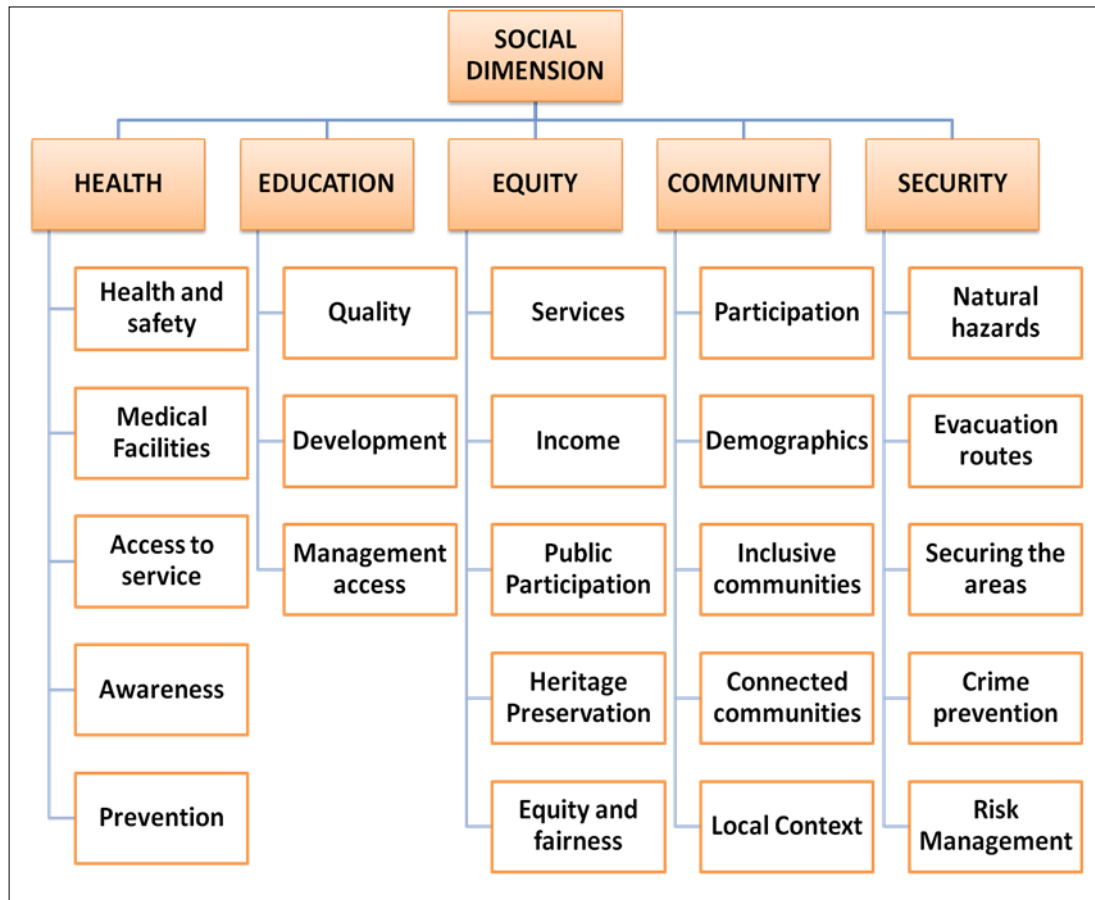 SOCIAL
DIMENSION
HEALTH
EDUCATION
EQUITY
COMMUNITY
SECURITY
Health and
safety
Medical
Facilities
Access to
service
Awareness
Prevention
Quality
Development
Management
access
Services
Income
Public
Participation
Heritage
Preservation
Equity and
fairness
Participation
Demographics
Inclusive
communities
Connected
communities
Local Context
Natural
hazards
Evacuation
routes
Securing the
areas
Crime
prevention
Risk
Management